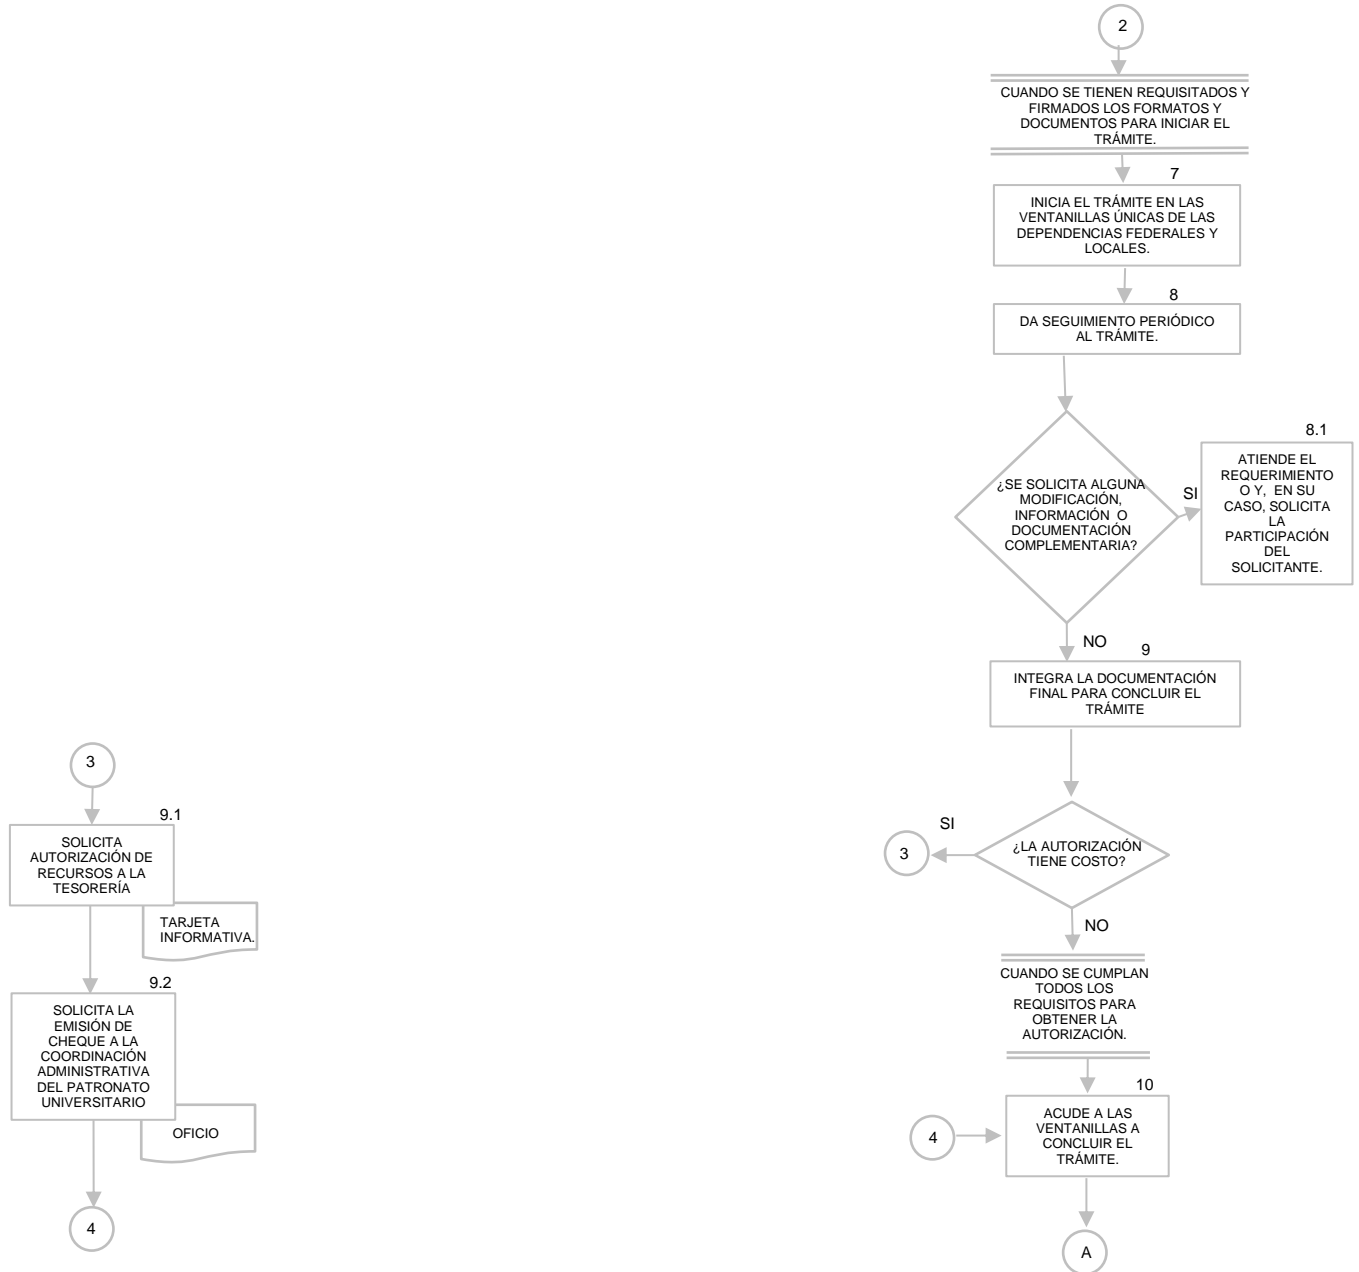 2
CUANDO SE TIENEN REQUISITADOS Y
FIRMADOS LOS FORMATOS Y
DOCUMENTOS PARA INICIAR EL
TRÁMITE.
7
INICIA EL TRÁMITE EN LAS
VENTANILLAS ÚNICAS DE LAS
DEPENDENCIAS FEDERALES Y
LOCALES.
8
DA SEGUIMIENTO PERIÓDICO
AL TRÁMITE.
¿SE SOLICITA ALGUNA
MODIFICACIÓN,
INFORMACIÓN O
DOCUMENTACIÓN
COMPLEMENTARIA?
SI
8.1
ATIENDE EL
REQUERIMIENTO
O Y, EN SU
CASO, SOLICITA
LA
PARTICIPACIÓN
DEL
SOLICITANTE.
NO
9
INTEGRA LA DOCUMENTACIÓN
FINAL PARA CONCLUIR EL
TRÁMITE
¿LA AUTORIZACIÓN
TIENE COSTO?
SI
3
NO
CUANDO SE CUMPLAN
TODOS LOS
REQUISITOS PARA
OBTENER LA
AUTORIZACIÓN.
10
4
ACUDE A LAS
VENTANILLAS A
CONCLUIR EL
TRÁMITE.
A
3
9.1
SOLICITA
AUTORIZACIÓN DE
RECURSOS A LA
TESORERÍA
TARJETA
INFORMATIVA.
9.2
SOLICITA LA
EMISIÓN DE
CHEQUE A LA
COORDINACIÓN
ADMINISTRATIVA
DEL PATRONATO
UNIVERSITARIO
OFICIO
4